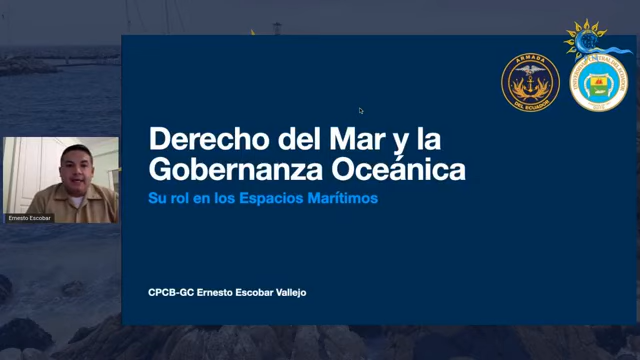 ARMADA
DEL ECUADOR
Derecho del Mar y la
Gobernanza Oceánica
Su rol en los Espacios Marítimos
Ernesto Escobar
CPCB-GC Ernesto Escobar Vallejo